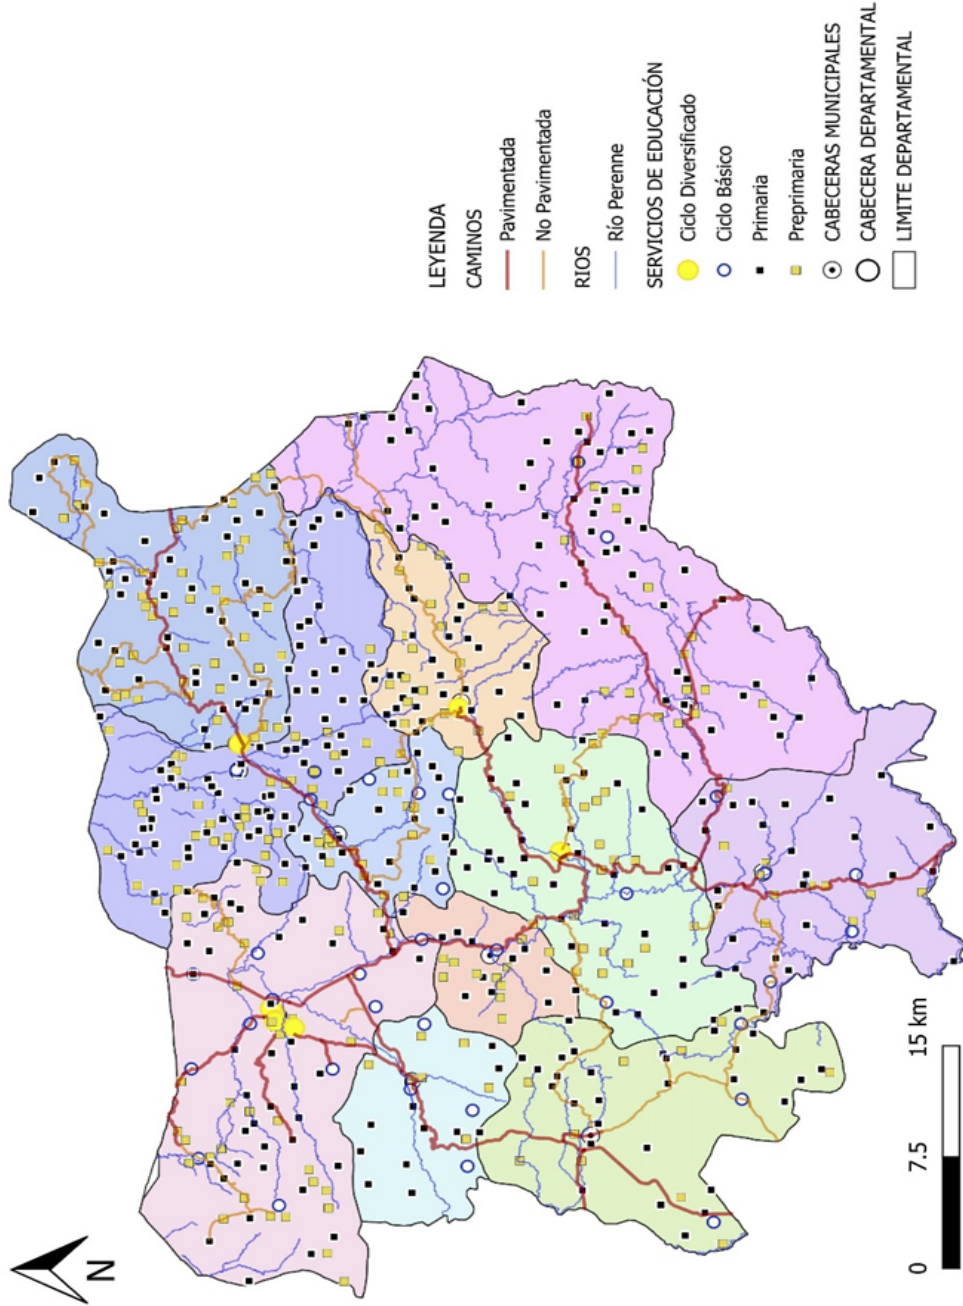 N
LEYENDA
CAMINOS
Pavimentada
No Pavimentada
RIOS
Río Perenne
SERVICIOS DE EDUCACIÓN
Ciclo Diversificado
Ciclo Básico
Primaria
Preprimaria
CABECERAS MUNICIPALES
CABECERA DEPARTAMENTAL
LIMITE DEPARTAMENTAL
0 7.5 15 km